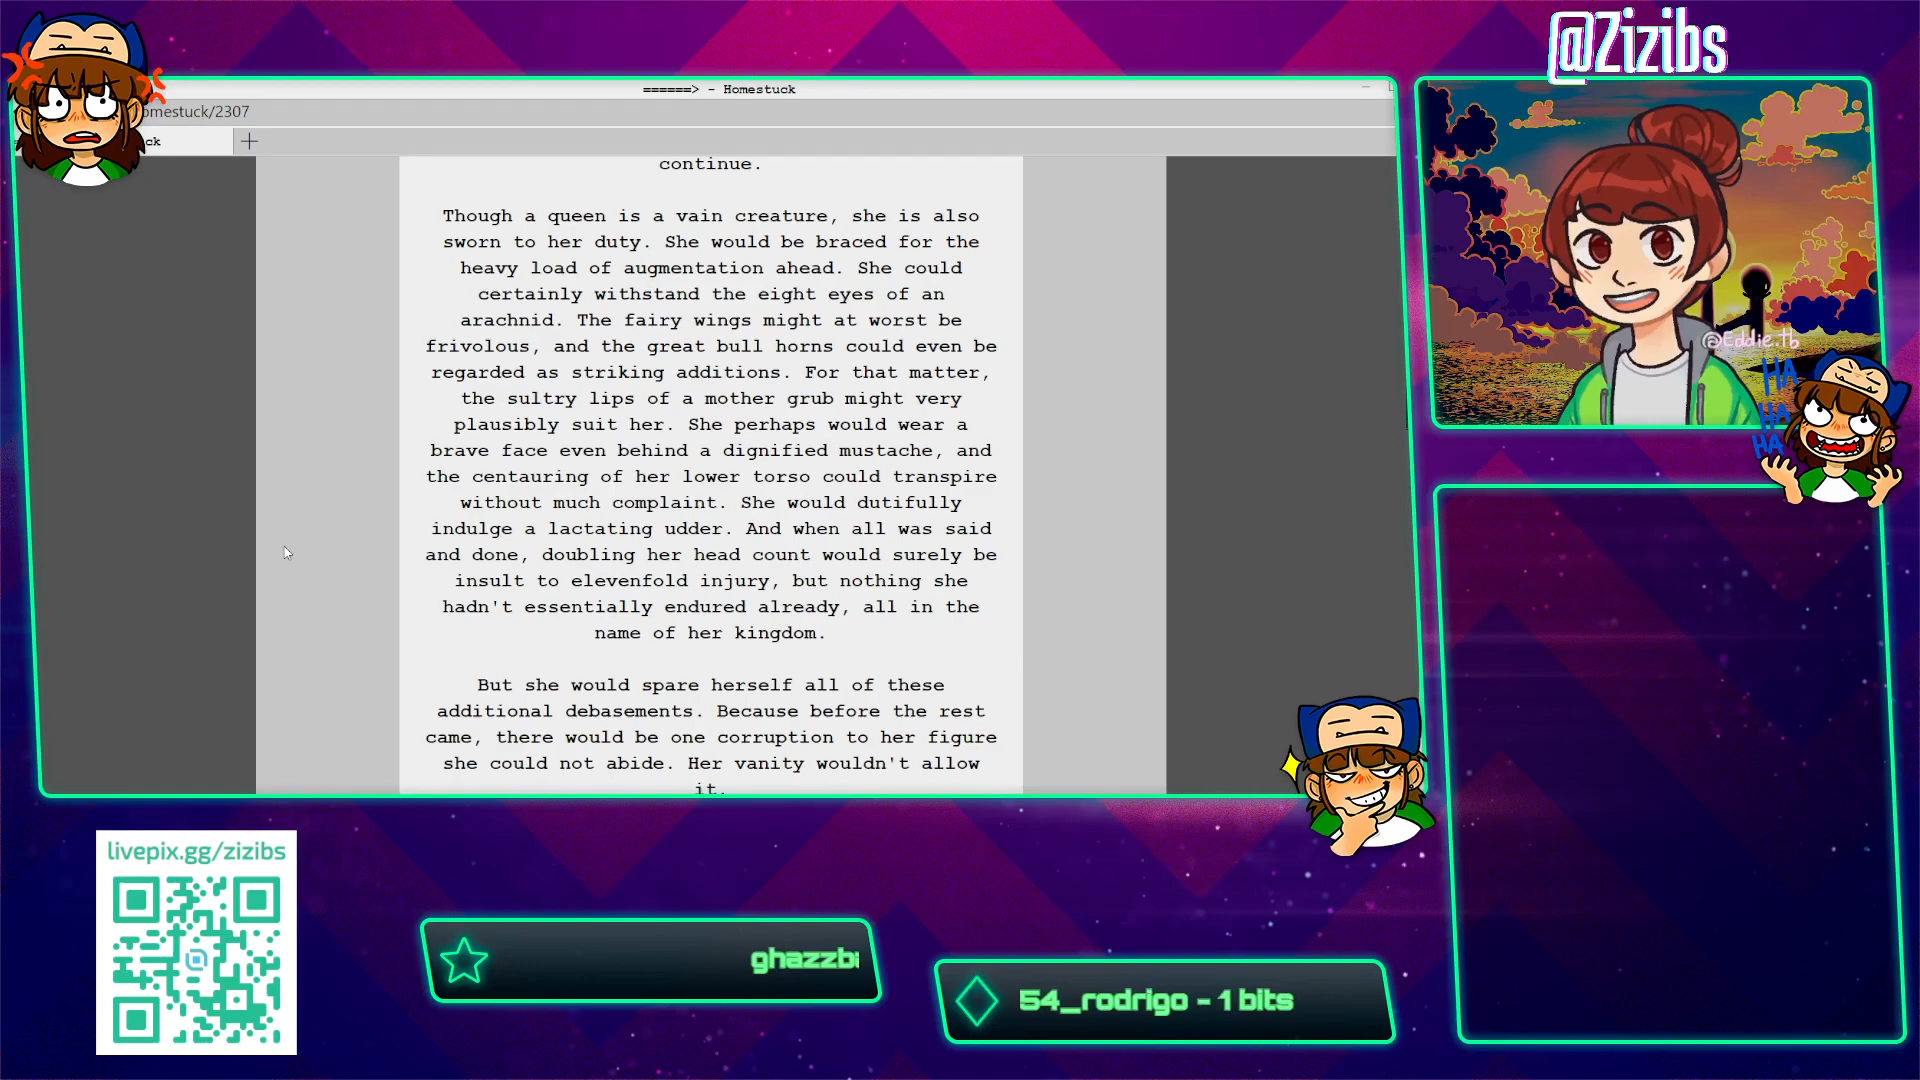 @Zizibs
======> - Homestuck
omestuck/2307
ck
continue.
Though a queen is a vain creature, she is also
sworn to her duty. She would be braced for the
heavy load of augmentation ahead. She could
certainly withstand the eight eyes of an
arachnid. The fairy wings might at worst be
frivolous, and the great bull horns could even be
regarded as striking additions. For that matter,
the sultry lips of a mother grub might very
plausibly suit her. She perhaps would wear a
brave face even behind a dignified mustache, and
the centauring of her lower torso could transpire
without much complaint. She would dutifully
indulge a lactating udder. And when all was said
and done, doubling her head count would surely be
insult to elevenfold injury, but nothing she
hadn't essentially endured already, all in the
name of her kingdom.
But she would spare herself all of these
additional debasements. Because before the rest
came, there would be one corruption to her figure
she could not abide. Her vanity wouldn't allow
it.
@Eddie.tb
HA
HA
HA
livepix.gg/zizibs
ghazzbi
54_rodrigo - 1 bits